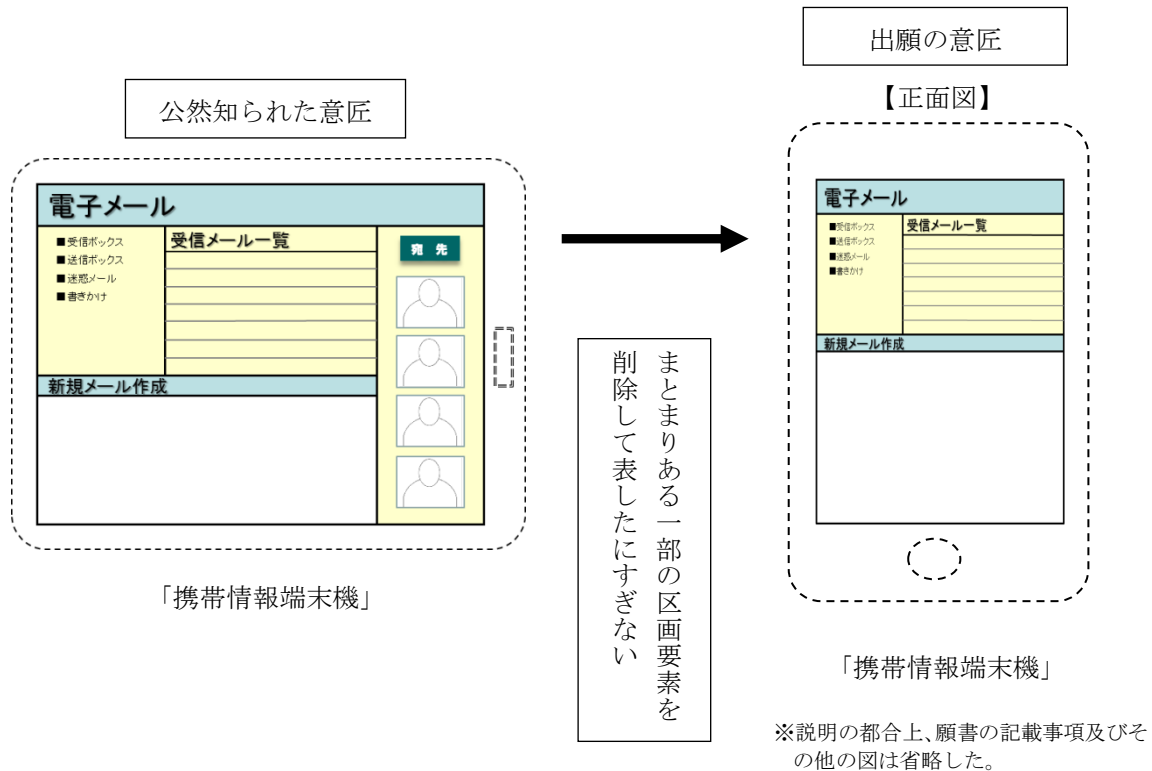 公然知られた意匠
電子メール
■受信ボックス
■送信ボックス
■迷惑メール
■書きかけ
受信メール一覧
宛 先
新規メール作成
「携帯情報端末機」
まとまりある一部の区画要素を
削除して表したにすぎない
出願の意匠
【正面図】
電子メール
■受信ボックス
■送信ボックス
■迷惑メール
■書きかけ
受信メール一覧
新規メール作成
「携帯情報端末機」
※説明の都合上、願書の記載事項及びそ
の他の図は省略した。